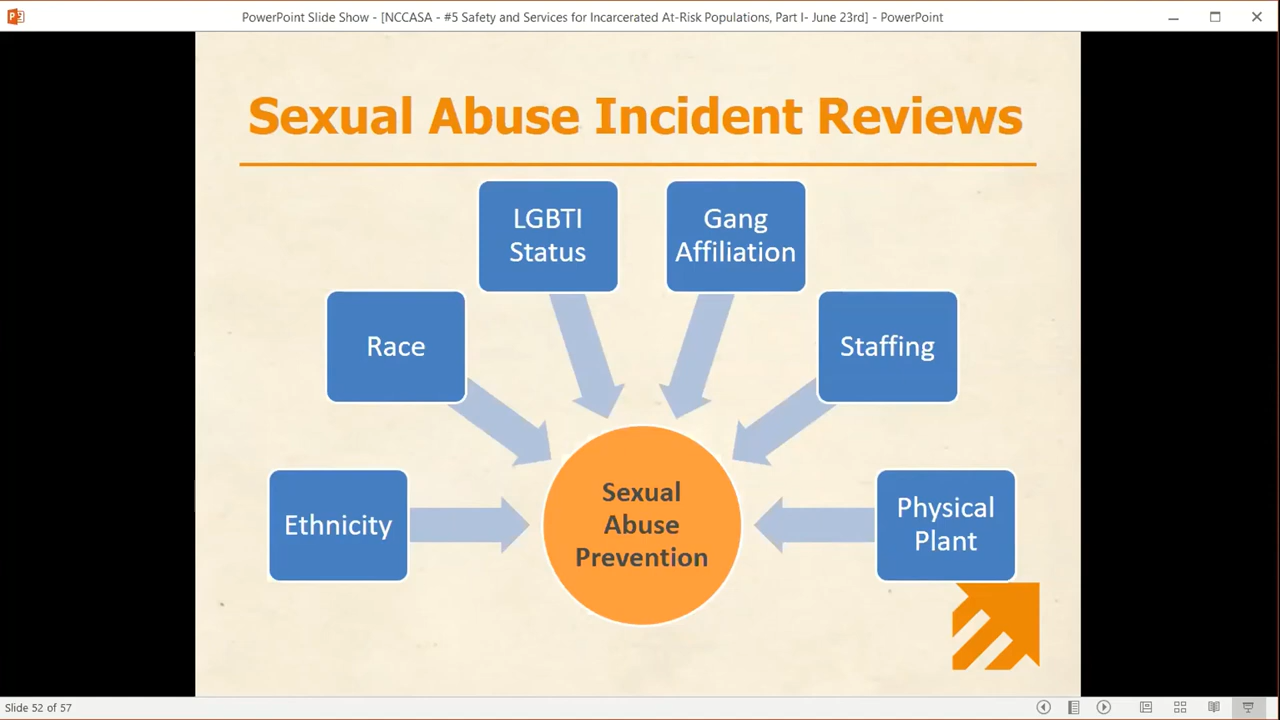 PowerPoint Slide Show - [NCCASA - #5 Safety and Services for Incarcerated At-Risk Populations, Part I- June 23rd] - PowerPoint
Sexual Abuse Incident Reviews
LGBTI
Status
Gang
Affiliation
Race
Staffing
Ethnicity
Sexual
Abuse
Prevention
Physical
Plant
Slide 52 of 57